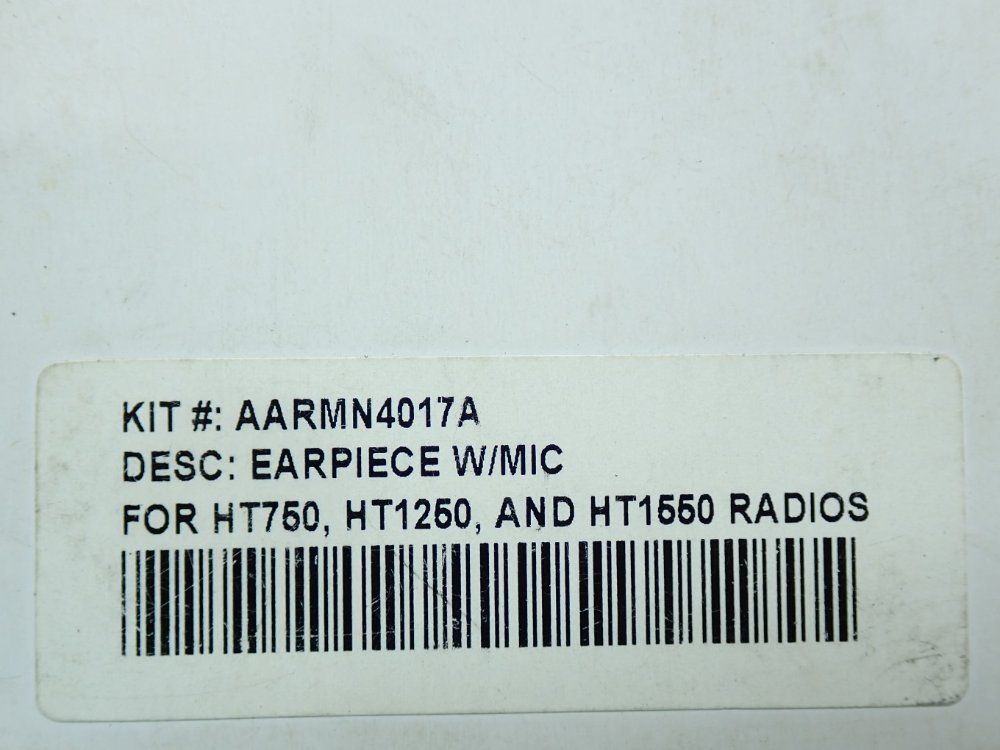 KIT #: AARMN4017A
DESC: EARPIECE W/MIC
FOR HT750, HT1250, AND HT1550 RADIOS